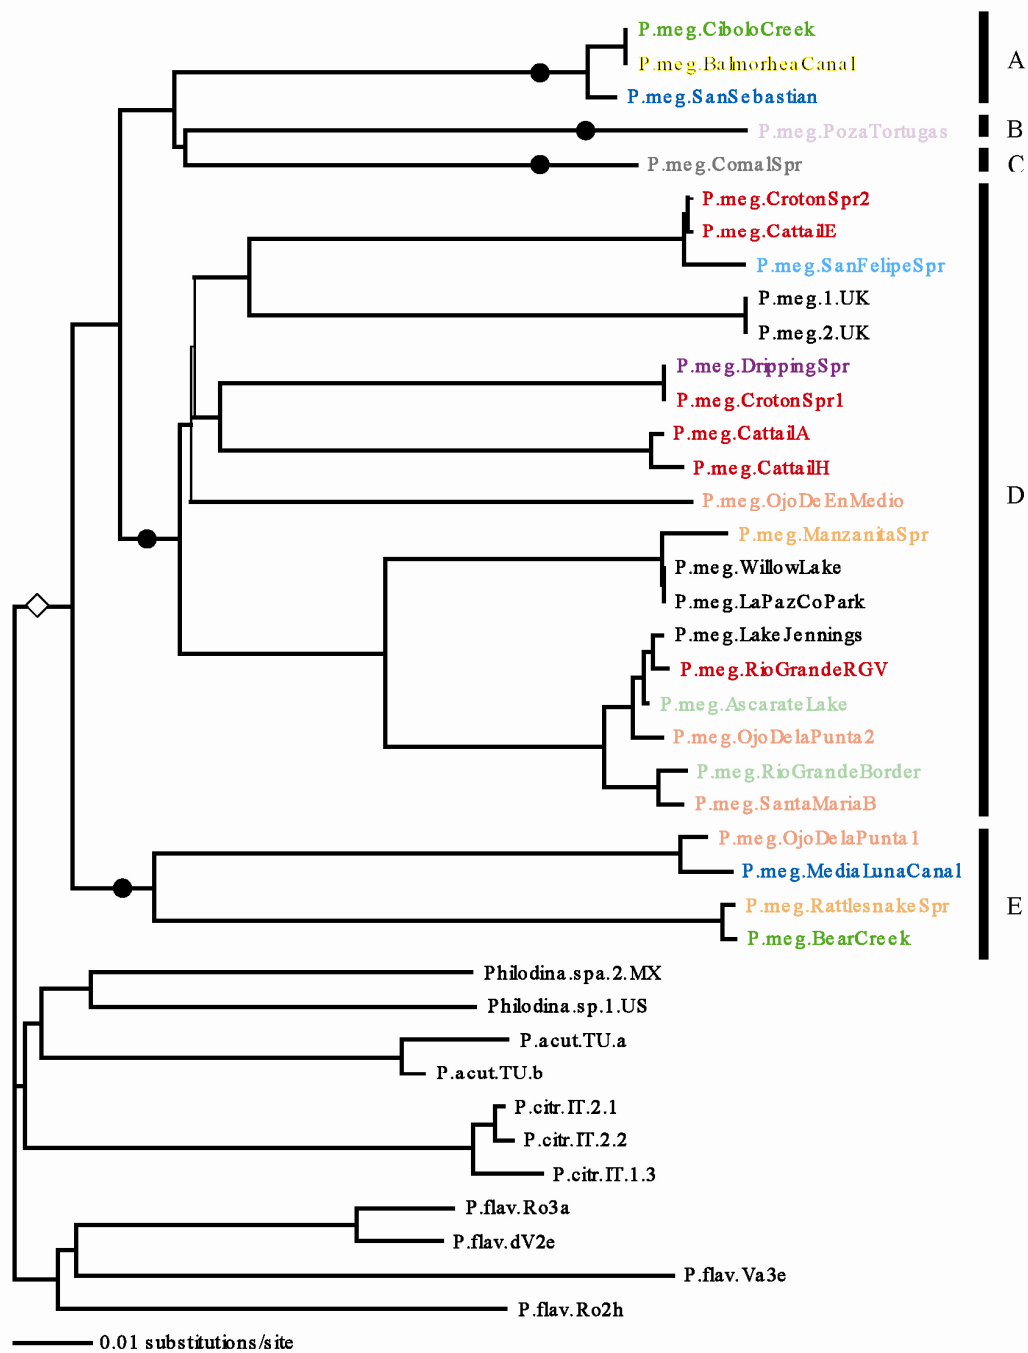 P.meg.CiboloCreek
P.meg.BalmorheaCanal
A
P.meg.SanSebastian
P.meg.PozaTortugas
B
P.meg.ComalSpr
C
P.meg.CrotonSpr2
P.meg.CattailE
P.meg.SanFelipeSpr
P.meg.1.UK
P.meg.2.UK
P.meg.DrippingSpr
P.meg.CrotonSpr1
P.meg.CattailA
P.meg.CattailH
D
P.meg.OjoDeEnMedio
P.meg.ManzanitaSpr
P.meg.WillowLake
P.meg.LaPazCoPark
P.meg.LakeJennings
P.meg.RioGrandeRGV
P.meg.AscarateLake
P.meg.OjoDelaPunta2
P.meg.RioGrandeBorder
P.meg.SantaMariaB
P.meg.OjoDelaPunta1
P.meg.MediaLunaCanal
P.meg.RattlesnakeSpr
E
P.meg.BearCreek
Philodina.spa.2.MX
Philodina.sp.1.US
P.acut.TU.a
P.acut.TU.b
P.citr.IT.2.1
P.citr.IT.2.2
P.citr.IT.1.3
P.flav.Ro3a
P.flav.dV2e
P.flav.Va3e
P.flav.Ro2h
0.01 substitutions/site